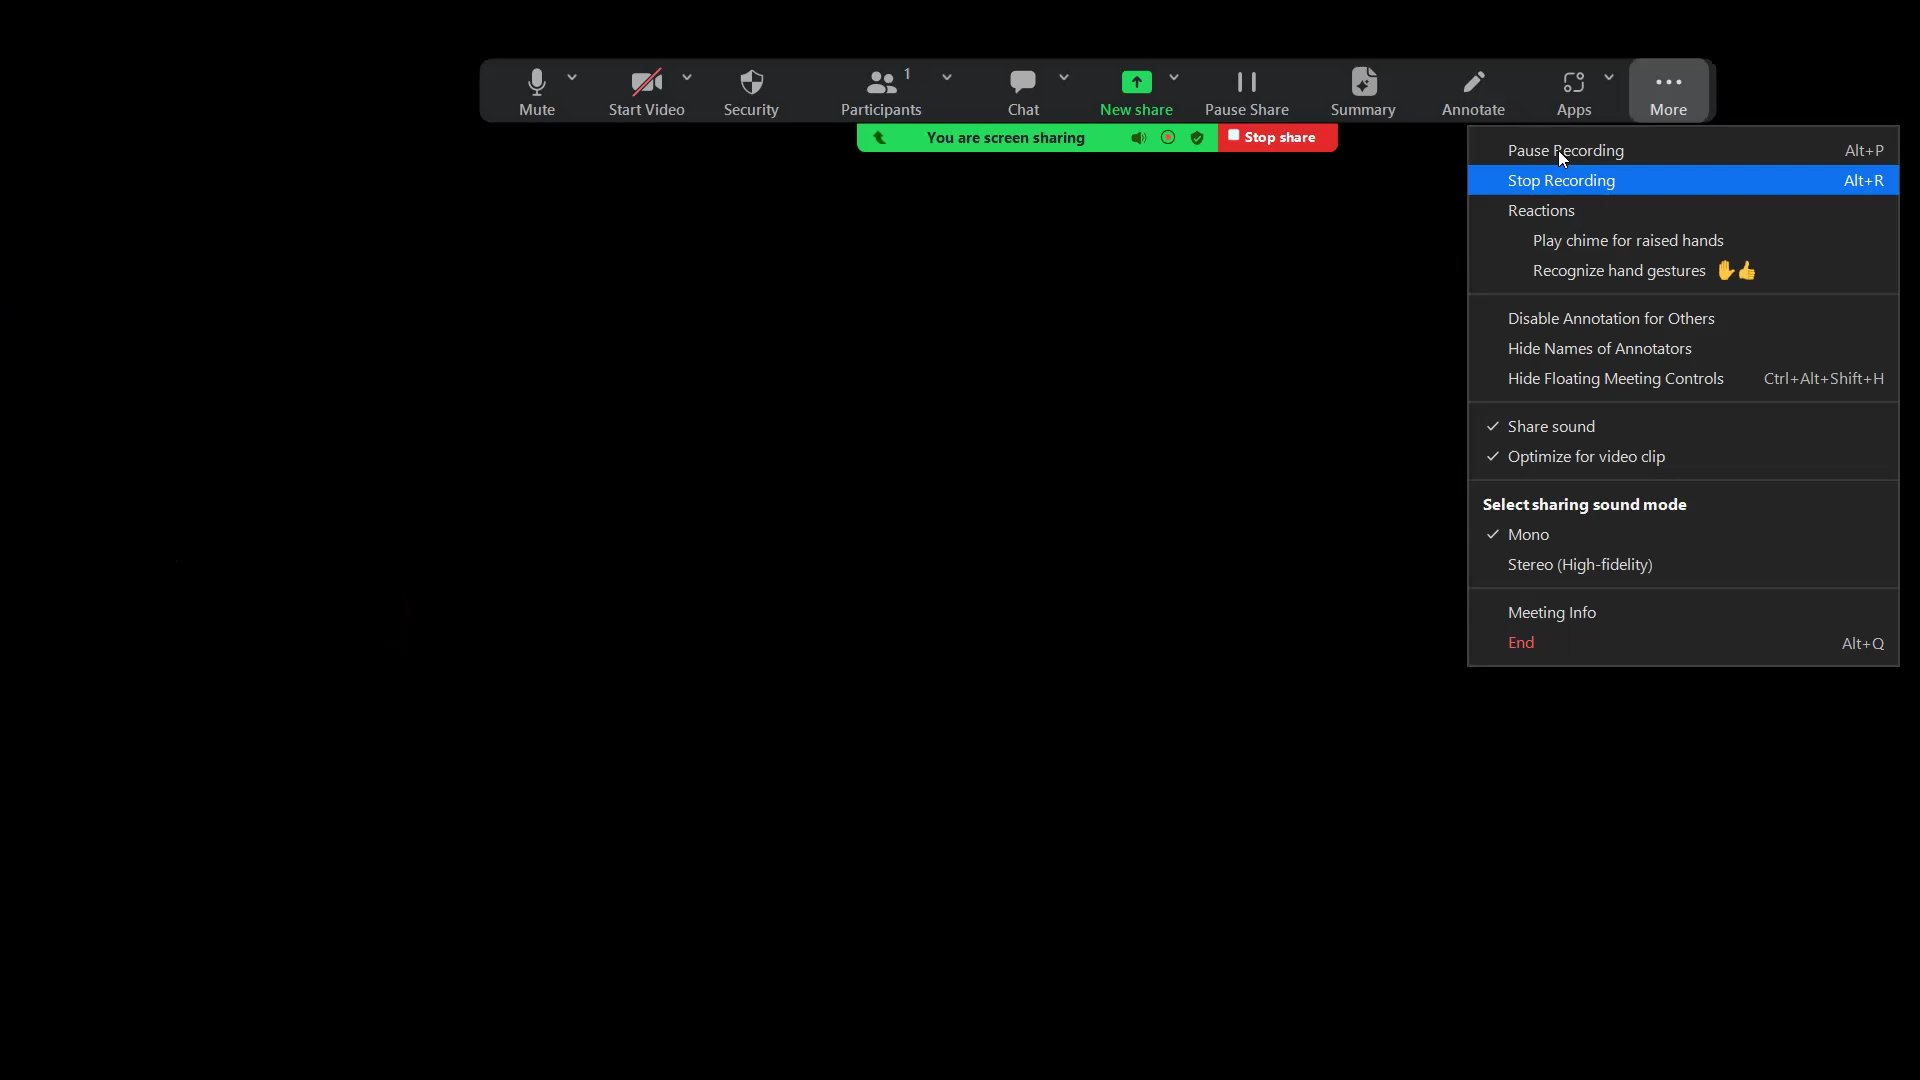 Mute
Start Video
Security
Participants 1
Chat
New share
Pause Share
Summary
Annotate
Apps
More
You are screen sharing
Stop share
Pause Recording Alt+P
Stop Recording Alt+R
Reactions
Play chime for raised hands
Recognize hand gestures
Disable Annotation for Others
Hide Names of Annotators
Hide Floating Meeting Controls Ctrl+Alt+Shift+H
Share sound
Optimize for video clip
Select sharing sound mode
Mono
Stereo (High-fidelity)
Meeting Info
End Alt+Q